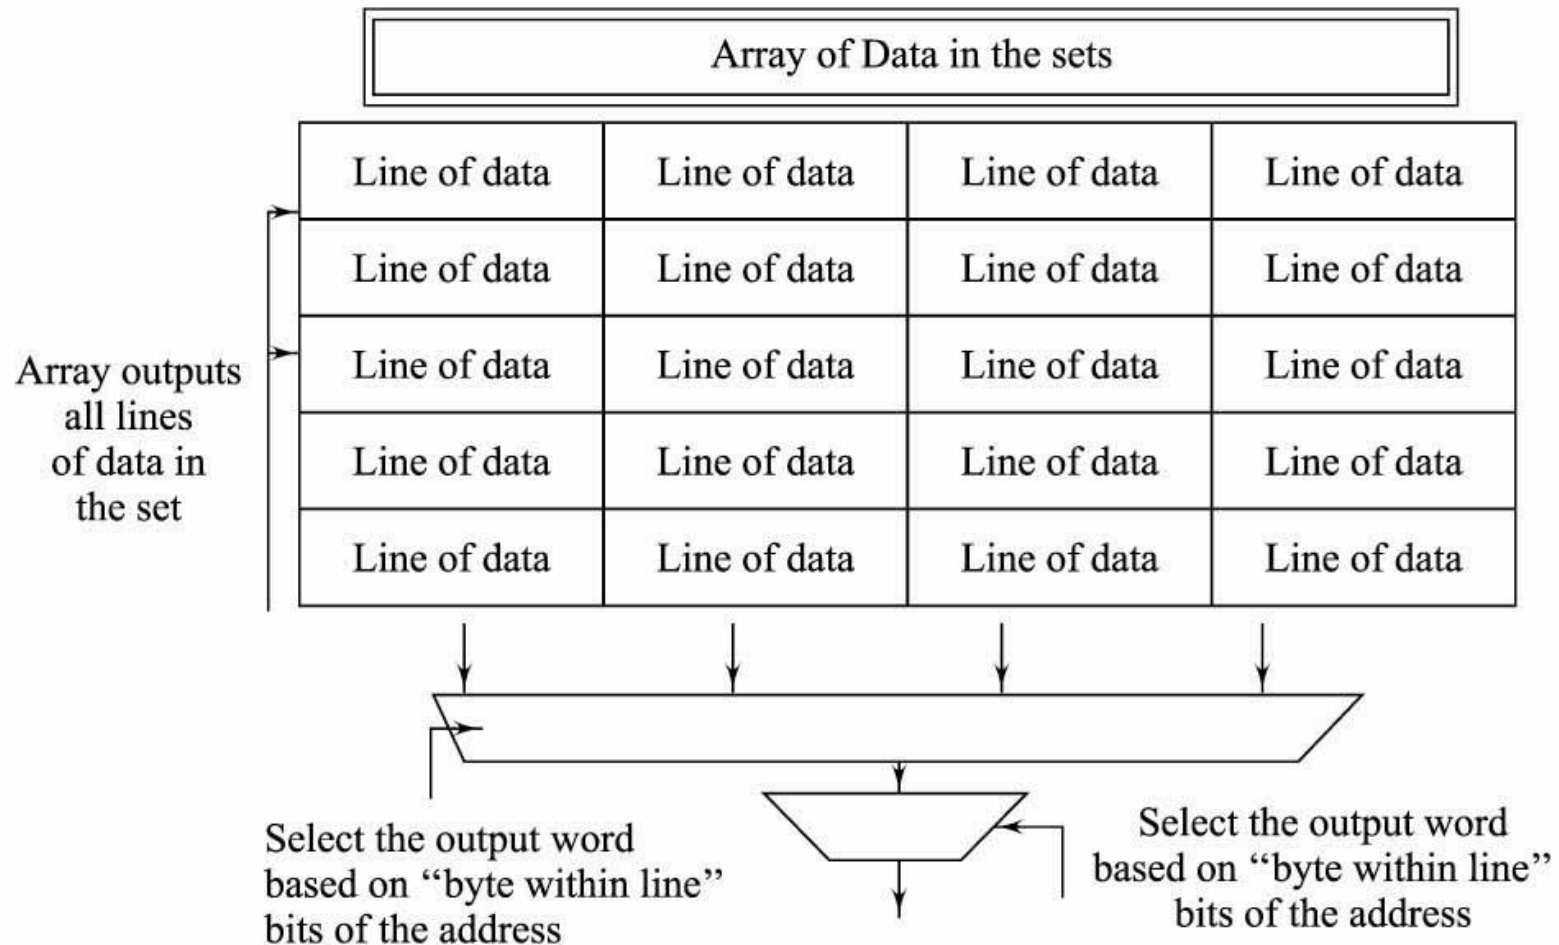 Array of Data in the sets
Line of data Line of data Line of data Line of data
Line of data Line of data Line of data Line of data
Line of data Line of data Line of data Line of data
Line of data Line of data Line of data Line of data
Line of data Line of data Line of data Line of data
Array outputs
all lines
of data in
the set
Select the output word
based on “byte within line”
bits of the address
Select the output word
based on “byte within line”
bits of the address